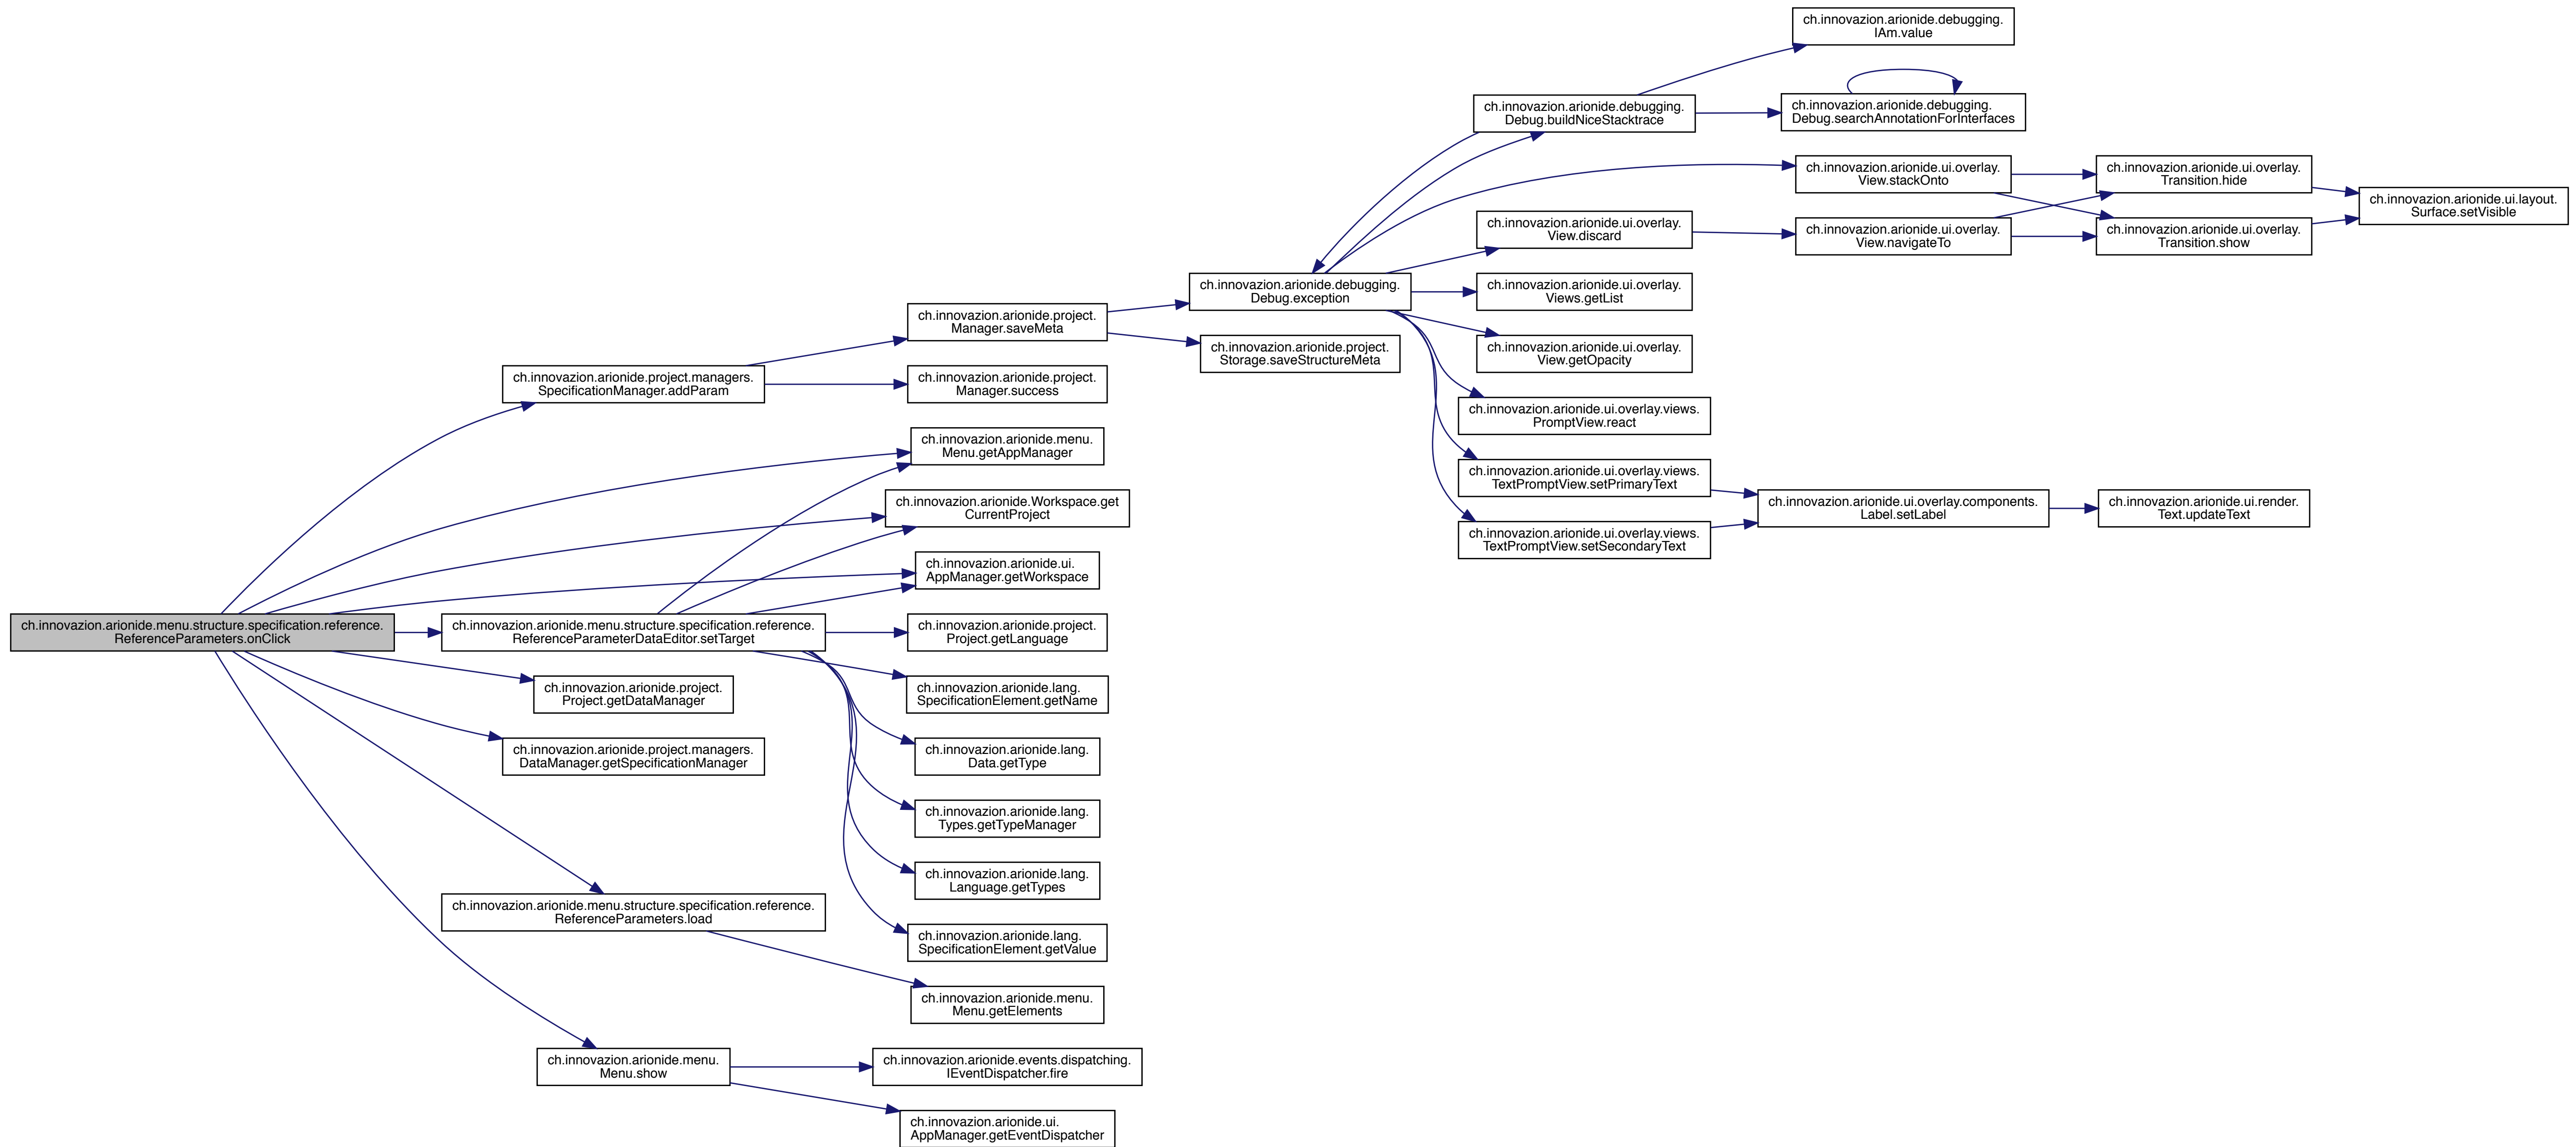 ch.innovazion.arionide.menu.structure.specification.reference.
ReferenceParameters.onClick
ch.innovazion.arionide.project.managers.
SpecificationManager.addParam
ch.innovazion.arionide.menu.structure.specification.reference.
ReferenceParameterDataEditor.setTarget
ch.innovazion.arionide.project.
Project.getDataManager
ch.innovazion.arionide.project.managers.
DataManager.getSpecificationManager
ch.innovazion.arionide.menu.structure.specification.reference.
ReferenceParameters.load
ch.innovazion.arionide.menu.
Menu.show
ch.innovazion.arionide.project.
Manager.saveMeta
ch.innovazion.arionide.project.
Manager.success
ch.innovazion.arionide.menu.
Menu.getAppManager
ch.innovazion.arionide.Workspace.get
CurrentProject
ch.innovazion.arionide.ui.
AppManager.getWorkspace
ch.innovazion.arionide.project.
Project.getLanguage
ch.innovazion.arionide.lang.
SpecificationElement.getName
ch.innovazion.arionide.lang.
Data.getType
ch.innovazion.arionide.lang.
Types.getTypeManager
ch.innovazion.arionide.lang.
Language.getTypes
ch.innovazion.arionide.lang.
SpecificationElement.getValue
ch.innovazion.arionide.menu.
Menu.getElements
ch.innovazion.arionide.events.dispatching.
IEventDispatcher.fire
ch.innovazion.arionide.ui.
AppManager.getEventDispatcher
ch.innovazion.arionide.debugging.
Debug.exception
ch.innovazion.arionide.project.
Storage.saveStructureMeta
ch.innovazion.arionide.debugging.
Debug.buildNiceStacktrace
ch.innovazion.arionide.ui.overlay.
View.discard
ch.innovazion.arionide.ui.overlay.
Views.getList
ch.innovazion.arionide.ui.overlay.
View.getOpacity
ch.innovazion.arionide.ui.overlay.views.
PromptView.react
ch.innovazion.arionide.ui.overlay.views.
TextPromptView.setPrimaryText
ch.innovazion.arionide.ui.overlay.views.
TextPromptView.setSecondaryText
ch.innovazion.arionide.debugging.
IAm.value
ch.innovazion.arionide.debugging.
Debug.searchAnnotationForInterfaces
ch.innovazion.arionide.ui.overlay.
View.stackOnto
ch.innovazion.arionide.ui.overlay.
View.navigateTo
ch.innovazion.arionide.ui.overlay.components.
Label.setLabel
ch.innovazion.arionide.ui.overlay.
Transition.hide
ch.innovazion.arionide.ui.overlay.
Transition.show
ch.innovazion.arionide.ui.render.
Text.updateText
ch.innovazion.arionide.ui.layout.
Surface.setVisible